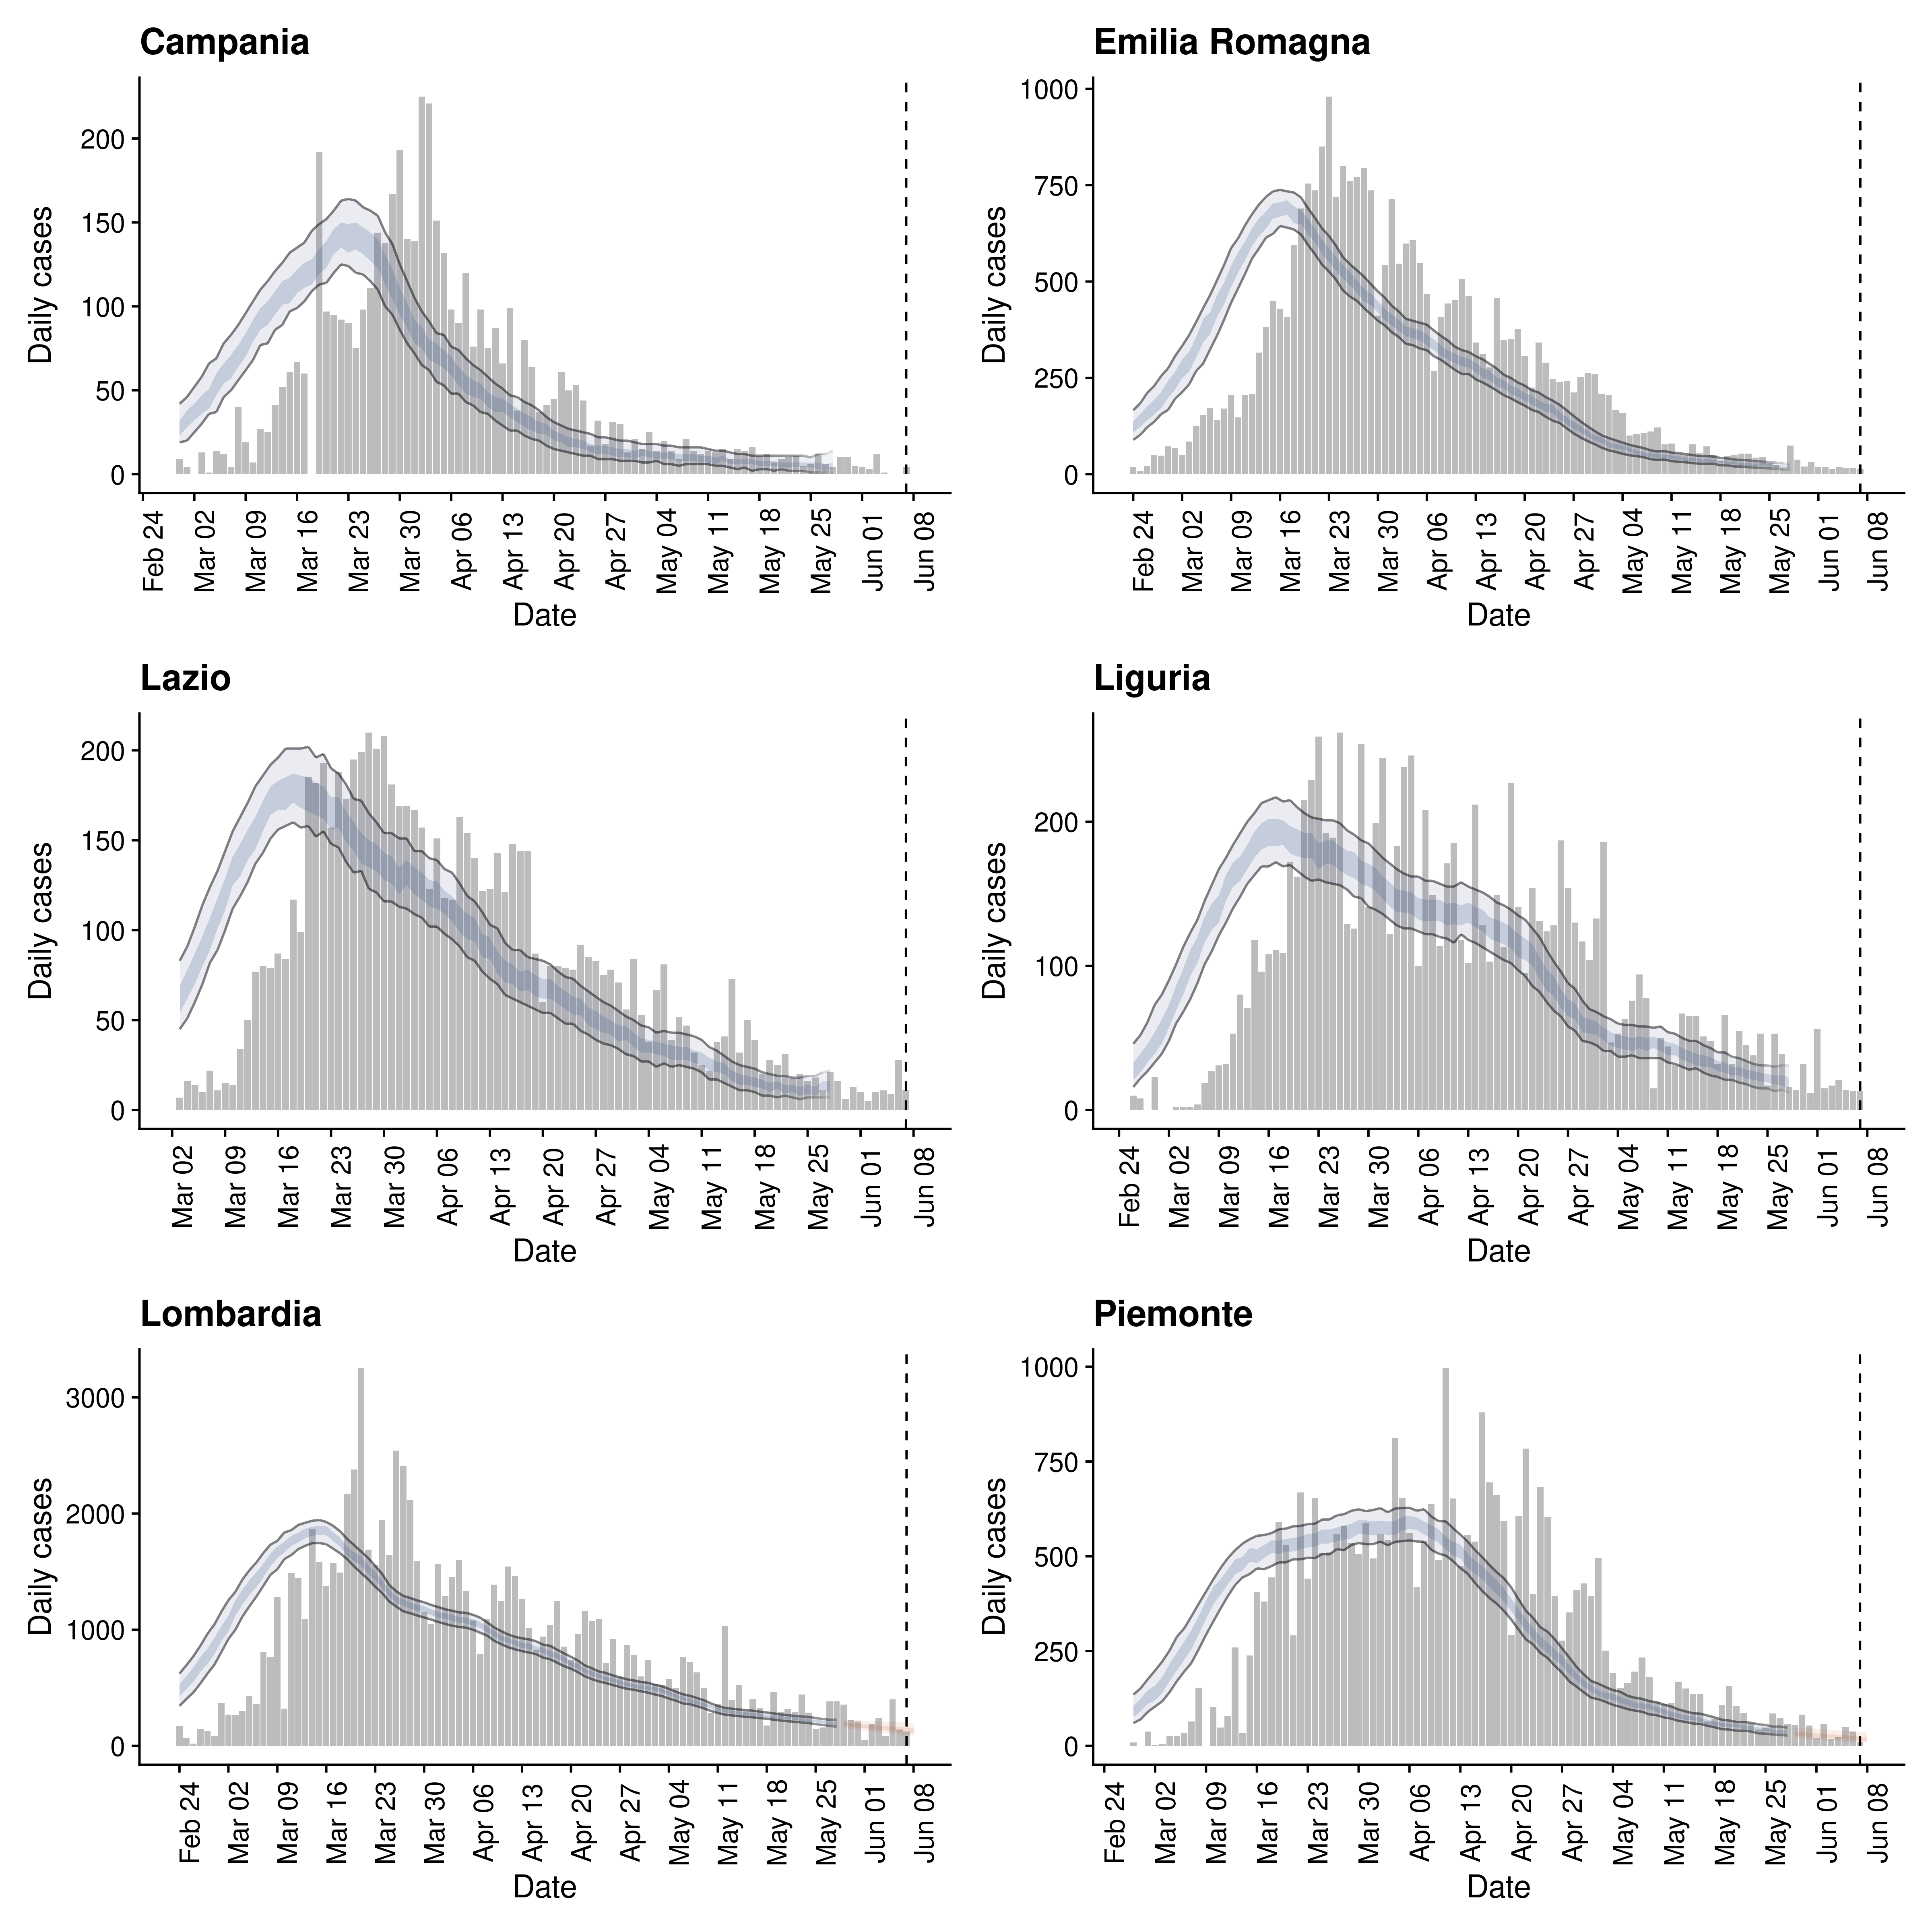 Campania
Daily cases
200
150
100
50
0
Feb 24
Mar 02
Mar 09
Mar 16
Mar 23
Mar 30
Apr 06
Apr 13
Apr 20
Apr 27
May 04
May 11
May 18
May 25
Jun 01
Jun 08
Date
Emilia Romagna
Daily cases
1000
750
500
250
0
Feb 24
Mar 02
Mar 09
Mar 16
Mar 23
Mar 30
Apr 06
Apr 13
Apr 20
Apr 27
May 04
May 11
May 18
May 25
Jun 01
Jun 08
Date
Lazio
Daily cases
200
150
100
50
0
Mar 02
Mar 09
Mar 16
Mar 23
Mar 30
Apr 06
Apr 13
Apr 20
Apr 27
May 04
May 11
May 18
May 25
Jun 01
Jun 08
Date
Liguria
Daily cases
200
100
0
Feb 24
Mar 02
Mar 09
Mar 16
Mar 23
Mar 30
Apr 06
Apr 13
Apr 20
Apr 27
May 04
May 11
May 18
May 25
Jun 01
Jun 08
Date
Lombardia
Daily cases
3000
2000
1000
0
Feb 24
Mar 02
Mar 09
Mar 16
Mar 23
Mar 30
Apr 06
Apr 13
Apr 20
Apr 27
May 04
May 11
May 18
May 25
Jun 01
Jun 08
Date
Piemonte
Daily cases
1000
750
500
250
0
Feb 24
Mar 02
Mar 09
Mar 16
Mar 23
Mar 30
Apr 06
Apr 13
Apr 20
Apr 27
May 04
May 11
May 18
May 25
Jun 01
Jun 08
Date